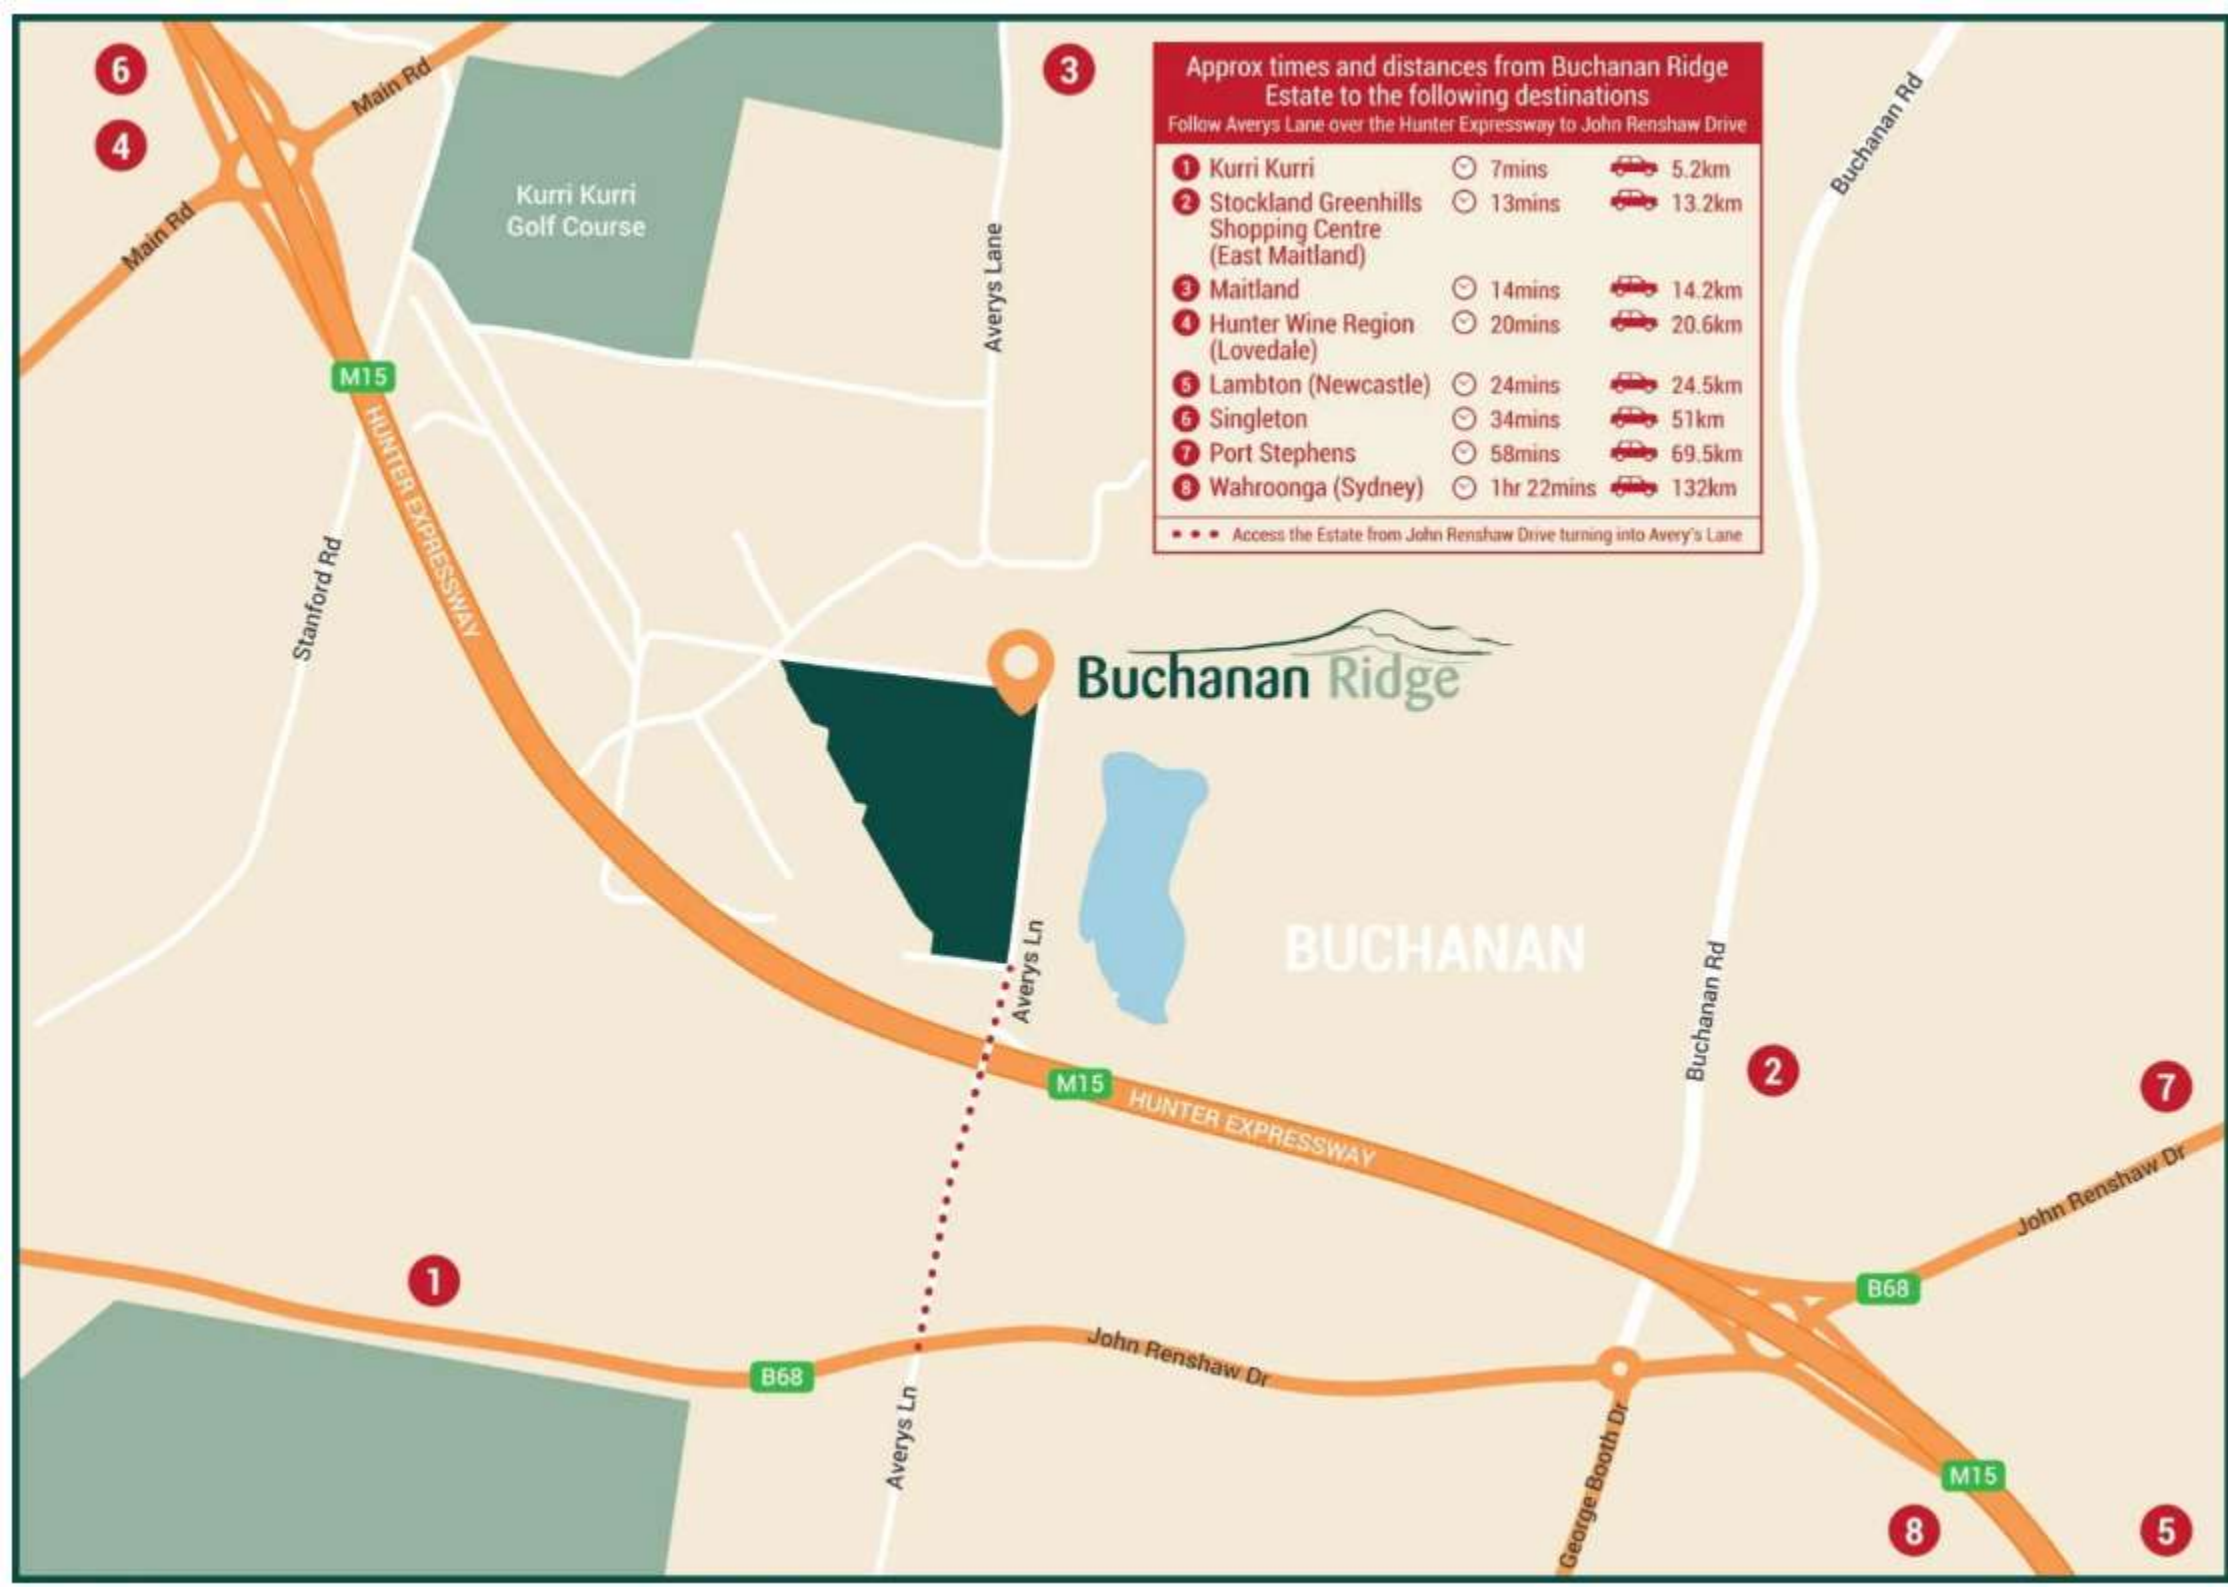 6
4
Main Rd
Main Rd
3
Kurri Kurri
Golf Course
Averys Lane
Buchanan Rd
Approx times and distances from Buchanan Ridge
Estate to the following destinations
Follow Averys Lane over the Hunter Expressway to John Renshaw Drive
1 Kurri Kurri 7mins 5.2km
2 Stockland Greenhills 13mins 13.2km
Shopping Centre
(East Maitland)
3 Maitland 14mins 14.2km
4 Hunter Wine Region 20mins 20.6km
(Lovedale)
5 Lambton (Newcastle) 24mins 24.5km
6 Singleton 34mins 51km
7 Port Stephens 58mins 69.5km
8 Wahroonga (Sydney) 1hr 22mins 132km
Access the Estate from John Renshaw Drive turning into Avery's Lane
M15
HUNTER EXPRESSWAY
Stanford Rd
Buchanan Ridge
BUCHANAN
Averys Ln
Buchanan Rd
2
7
M15
HUNTER EXPRESSWAY
John Renshaw Dr
1
B68
B68
John Renshaw Dr
Averys Ln
George Booth Dr
M15
8
5